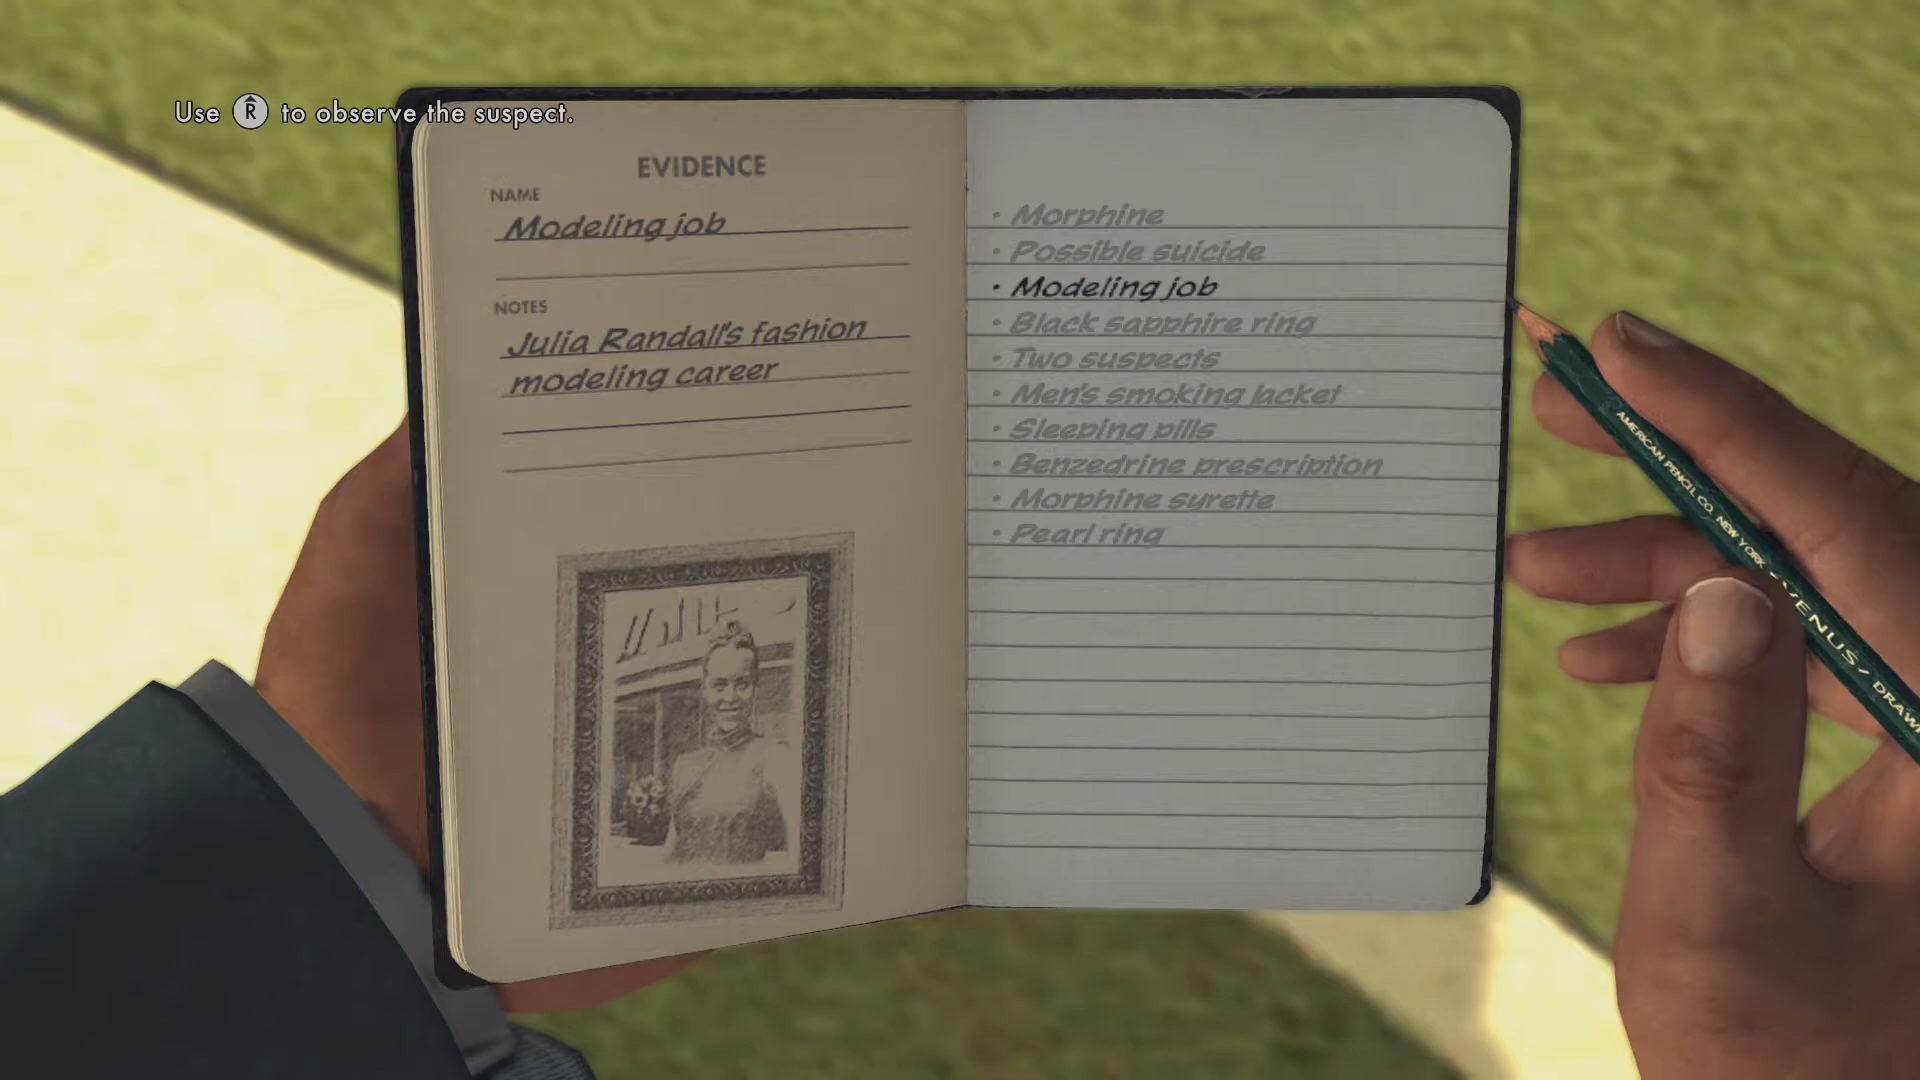 Use R to observe the suspect.
EVIDENCE
NAME
Modeling job
NOTES
Julia Randall's fashion
modeling career
• Morphine
• Possible suicide
• Modeling job
• Black sapphire ring
• Two suspects
• Men's smoking jacket
• Sleeping pills
• Benzedrine prescription
• Morphine syrette
• Pearl ring
AMERICAN PENCIL CO. NEW YORK VENUS DRAW